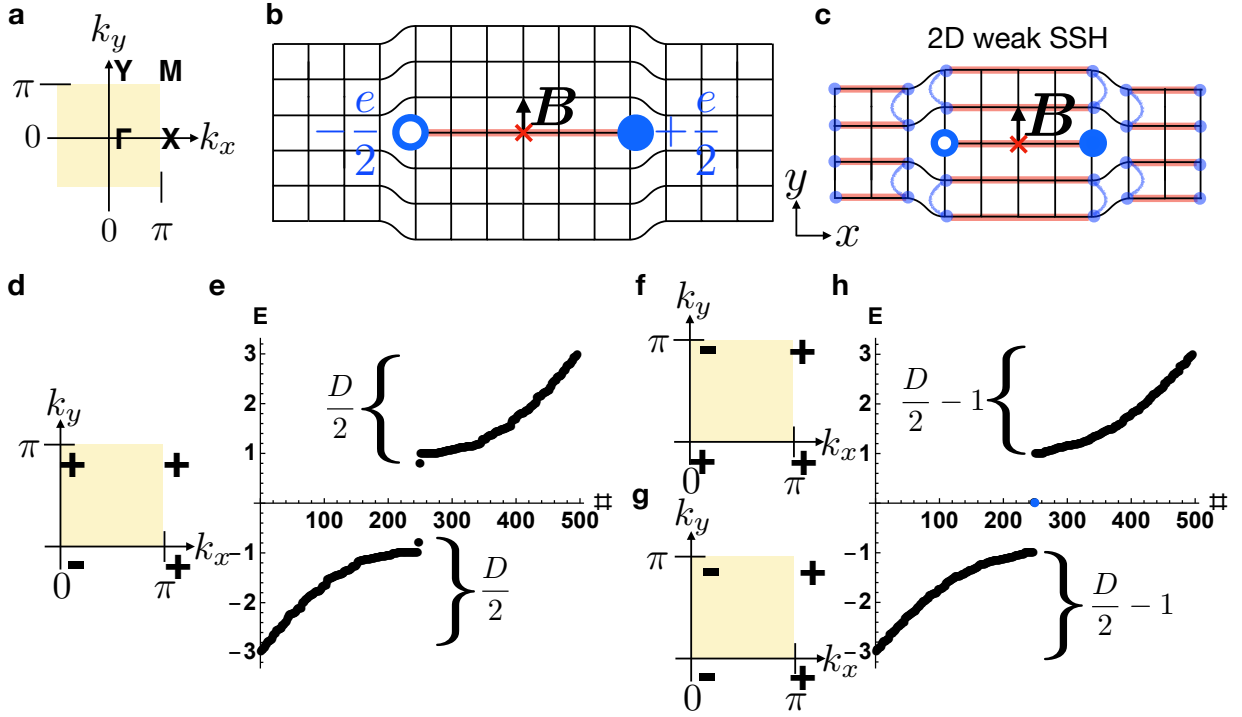 a
k_y
Y M
π
0
Γ X k_x
0 π
b
B
- e/2
+ e/2
c
2D weak SSH
B
y
x
d
k_y
π
+ +
k_x
- +
0 π
e
E
3
2
1
-1
-2
-3
100 200 300 400 500 #
D/2
D/2
f
k_y
π
- +
k_x
+ +
0 π
g
k_y
π
- +
k_x
- +
0 π
h
E
3
2
1
-1
-2
-3
100 200 300 400 500 #
D/2 - 1
D/2 - 1